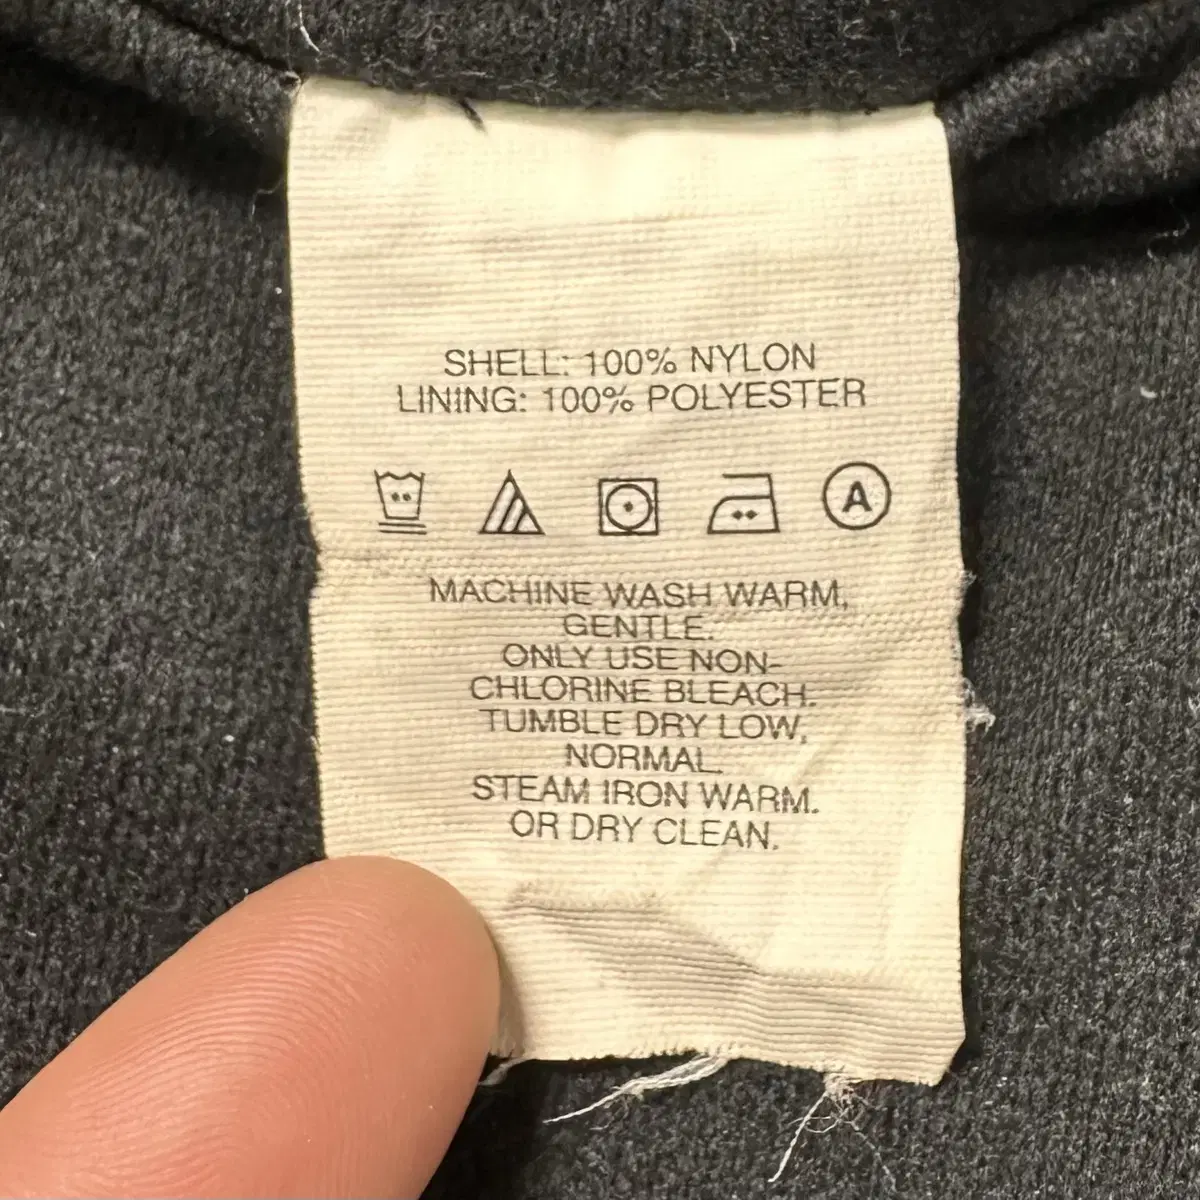 SHELL: 100% NYLON
LINING: 100% POLYESTER
A
MACHINE WASH WARM,
GENTLE.
ONLY USE NON-
CHLORINE BLEACH.
TUMBLE DRY LOW,
NORMAL.
STEAM IRON WARM.
OR DRY CLEAN.